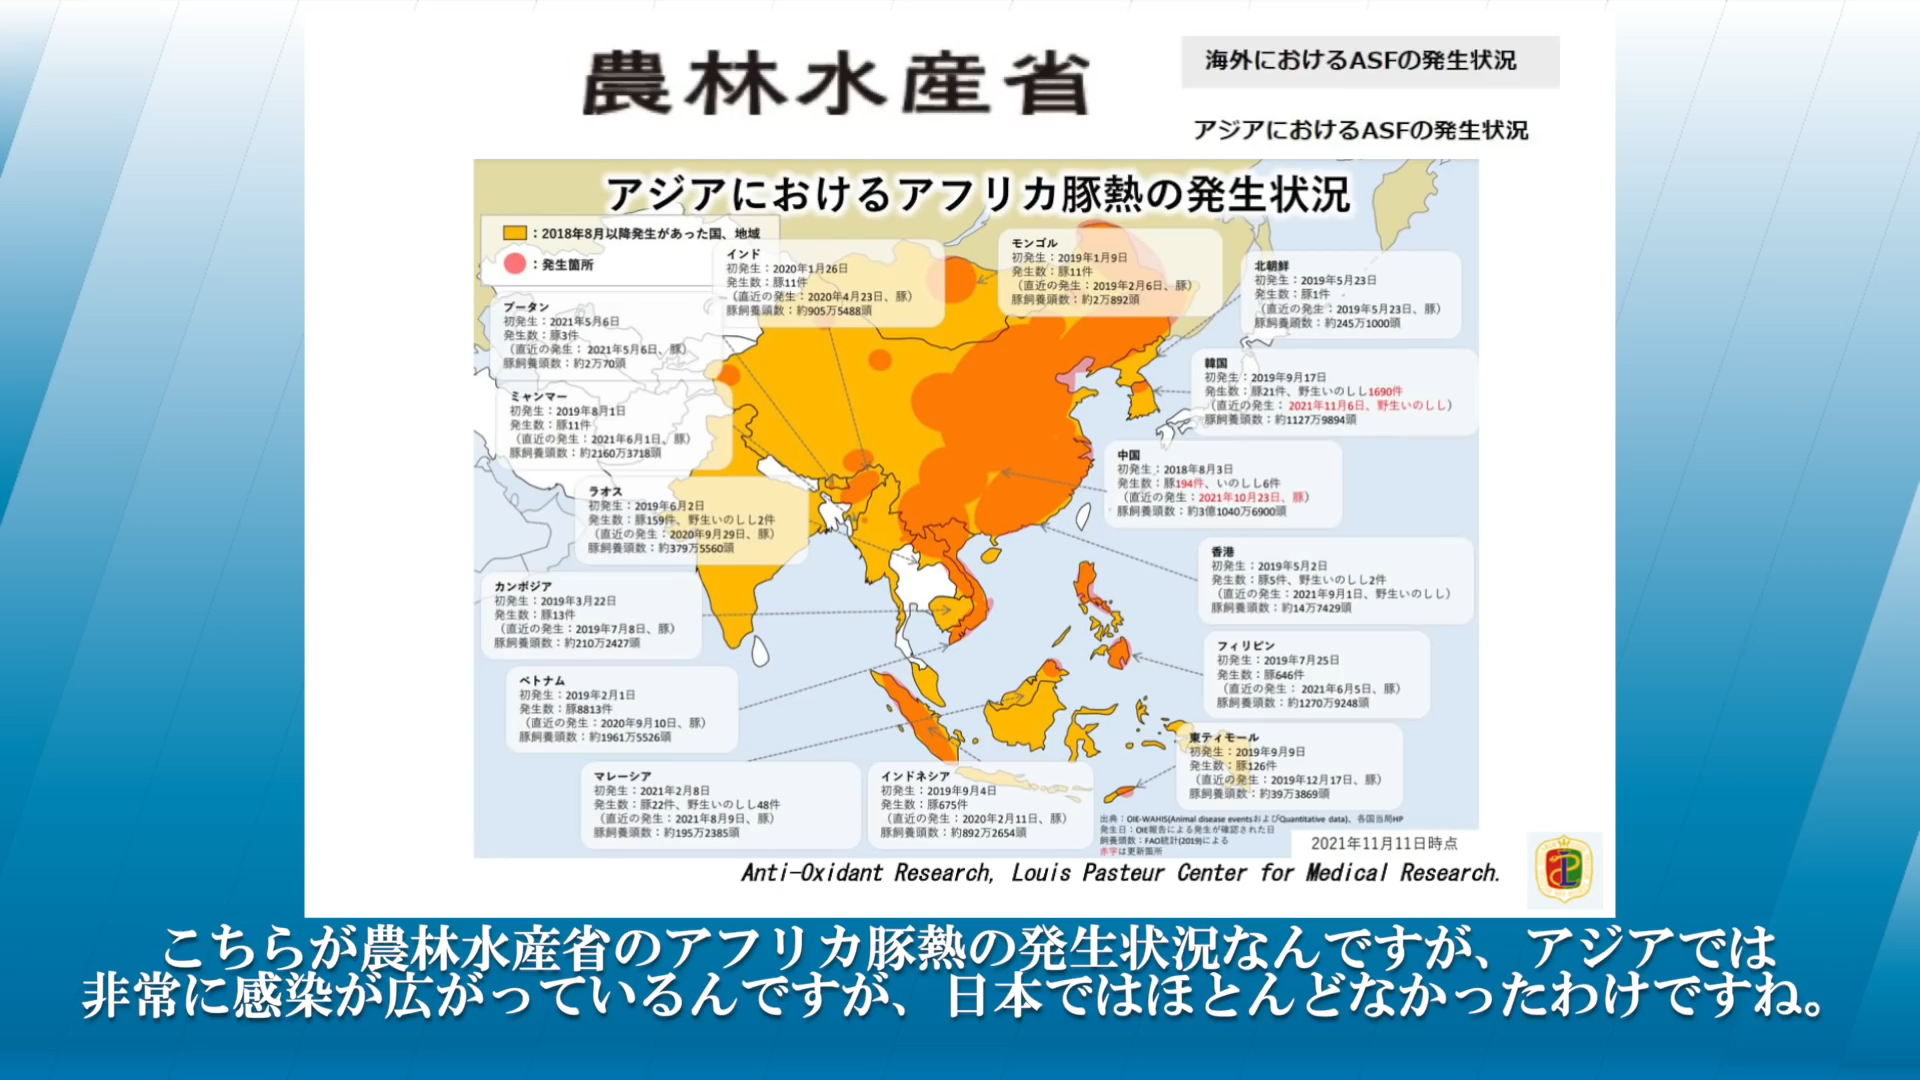 農林水産省
海外におけるASFの発生状況
アジアにおけるASFの発生状況
アジアにおけるアフリカ豚熱の発生状況
：2018年8月以降発生があった国、地域
：発生箇所
インド
初発生：2020年1月26日
発生数：豚11件
（直近の発生：2020年4月23日、豚）
豚飼養頭数：約905万5488頭
モンゴル
初発生：2019年1月9日
発生数：豚11件
（直近の発生：2019年2月6日、豚）
豚飼養頭数：約2万892頭
北朝鮮
初発生：2019年5月23日
発生数：豚1件
（直近の発生：2019年5月23日、豚）
豚飼養頭数：約245万1000頭
ブータン
初発生：2021年5月6日
発生数：豚3件
（直近の発生：2021年5月6日、豚）
豚飼養頭数：約2万70頭
韓国
初発生：2019年9月17日
発生数：豚21件、野生いのしし1690件
（直近の発生：2021年11月6日、野生いのしし）
豚飼養頭数：約1127万9894頭
ミャンマー
初発生：2019年8月1日
発生数：豚11件
（直近の発生：2021年6月1日、豚）
豚飼養頭数：約2160万3718頭
中国
初発生：2018年8月3日
発生数：豚194件、いのしし6件
（直近の発生：2021年10月23日、豚）
豚飼養頭数：約3億1040万6900頭
ラオス
初発生：2019年6月2日
発生数：豚159件、野生いのしし2件
（直近の発生：2020年9月29日、豚）
豚飼養頭数：約379万5560頭
香港
初発生：2019年5月2日
発生数：豚5件、野生いのしし2件
（直近の発生：2021年9月1日、野生いのしし）
豚飼養頭数：約14万7429頭
カンボジア
初発生：2019年3月22日
発生数：豚13件
（直近の発生：2019年7月8日、豚）
豚飼養頭数：約210万2427頭
フィリピン
初発生：2019年7月25日
発生数：豚646件
（直近の発生：2021年6月5日、豚）
豚飼養頭数：約1270万9248頭
ベトナム
初発生：2019年2月1日
発生数：豚8813件
（直近の発生：2020年9月10日、豚）
豚飼養頭数：約1961万5526頭
東ティモール
初発生：2019年9月9日
発生数：豚126件
（直近の発生：2019年12月17日、豚）
豚飼養頭数：約39万3869頭
マレーシア
初発生：2021年2月8日
発生数：豚22件、野生いのしし48件
（直近の発生：2021年8月9日、豚）
豚飼養頭数：約195万2385頭
インドネシア
初発生：2019年9月4日
発生数：豚675件
（直近の発生：2020年2月11日、豚）
豚飼養頭数：約892万2654頭
出典：OIE-WAHIS(Animal disease eventsおよびQuantitative data)、各国当局HP
発生日：OIE報告による発生が確認された日
飼養頭数：FAO統計(2019)による
赤字は更新箇所
2021年11月11日時点
Anti-Oxidant Research, Louis Pasteur Center for Medical Research.
こちらが農林水産省のアフリカ豚熱の発生状況なんですが、アジアでは
非常に感染が広がっているんですが、日本ではほとんどなかったわけですね。